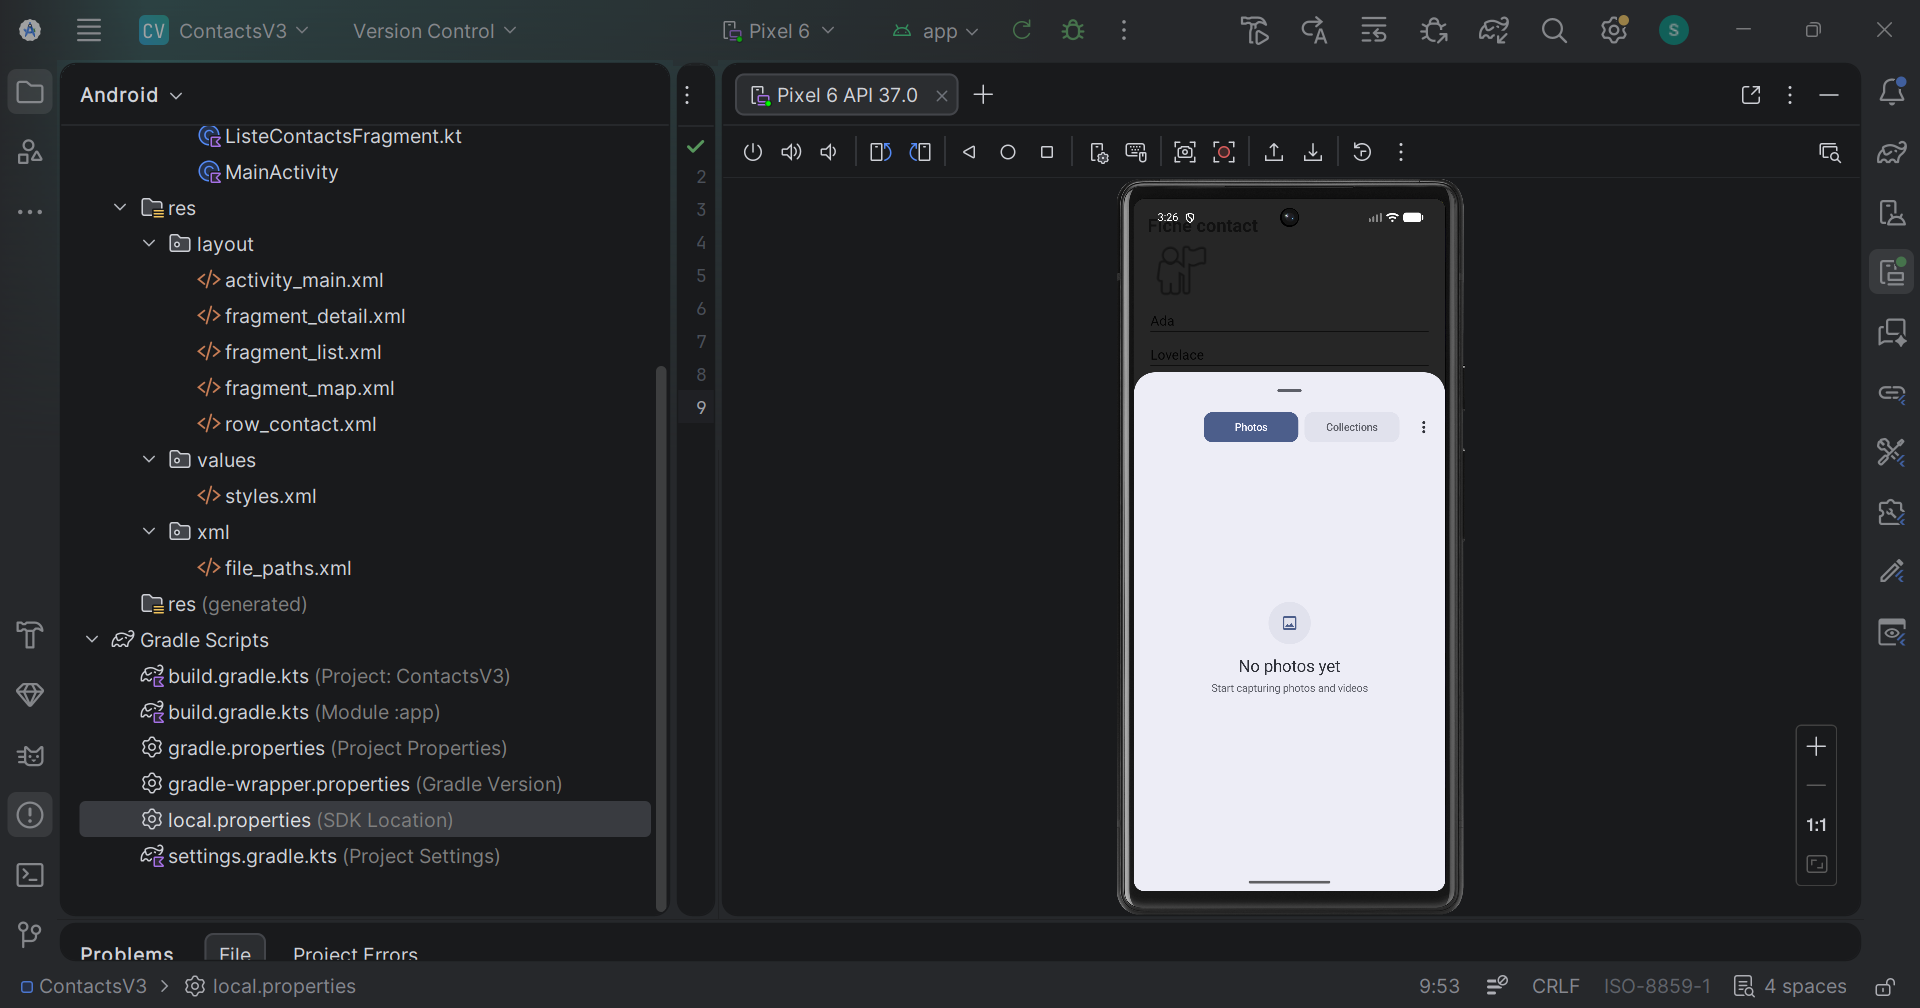 CV ContactsV3
Version Control
Pixel 6
app
S
Android
ListeContactsFragment.kt
MainActivity
res
layout
activity_main.xml
fragment_detail.xml
fragment_list.xml
fragment_map.xml
row_contact.xml
values
styles.xml
xml
file_paths.xml
res (generated)
Gradle Scripts
build.gradle.kts (Project: ContactsV3)
build.gradle.kts (Module :app)
gradle.properties (Project Properties)
gradle-wrapper.properties (Gradle Version)
local.properties (SDK Location)
settings.gradle.kts (Project Settings)
2
3
4
5
6
7
8
9
Pixel 6 API 37.0
3:26
Fiche contact
Ada
Lovelace
Photos
Collections
No photos yet
Start capturing photos and videos
1:1
Problems
File
Project Errors
ContactsV3 > local.properties
9:53
CRLF
ISO-8859-1
4 spaces